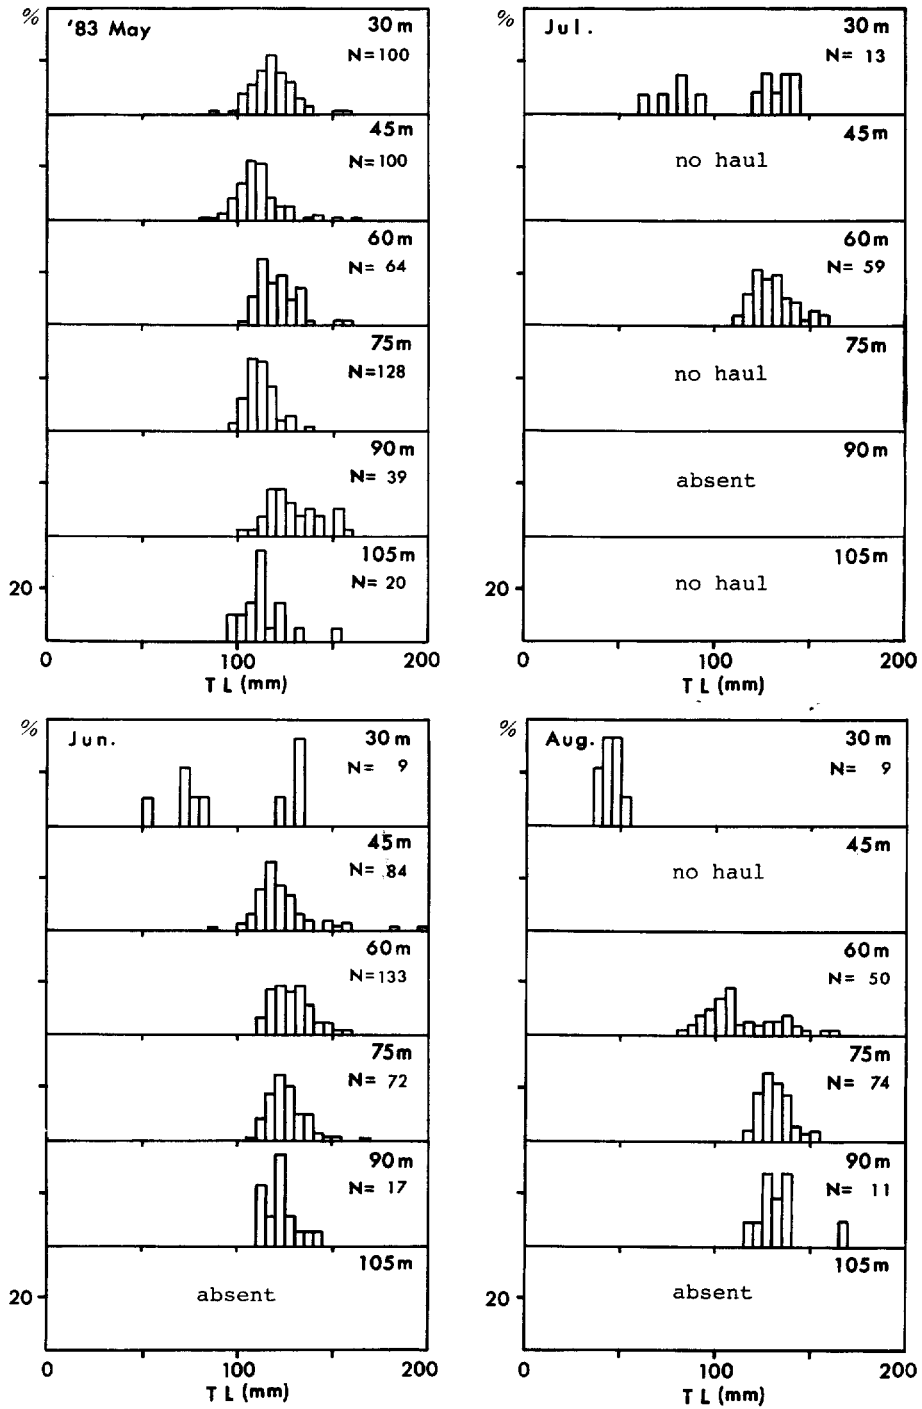 % '83 May 30m
N=100
45m
N=100
60m
N= 64
75m
N=128
90m
N= 39
105m
N= 20
20
0 100 200
TL (mm)
% Jul. 30m
N= 13
45m
no haul
60m
N= 59
75m
no haul
90m
absent
105m
no haul
20
0 100 200
TL (mm)
% Jun. 30m
N= 9
45m
N= 84
60m
N=133
75m
N= 72
90m
N= 17
105m
absent
20
0 100 200
TL (mm)
% Aug. 30m
N= 9
45m
no haul
60m
N= 50
75m
N= 74
90m
N= 11
105m
absent
20
0 100 200
TL (mm)